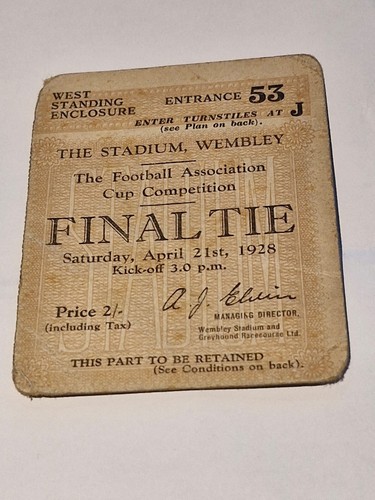 WEST
STANDING
ENCLOSURE
ENTRANCE 53
ENTER TURNSTILES AT J
(see Plan on back).
THE STADIUM, WEMBLEY
The Football Association
Cup Competition
FINAL TIE
Saturday, April 21st, 1928
Kick-off 3.0 p.m.
Price 2/-
(including Tax)
A J. Elvin
MANAGING DIRECTOR,
Wembley Stadium and
Greyhound Racecourse Ltd.
THIS PART TO BE RETAINED
(See Conditions on back).